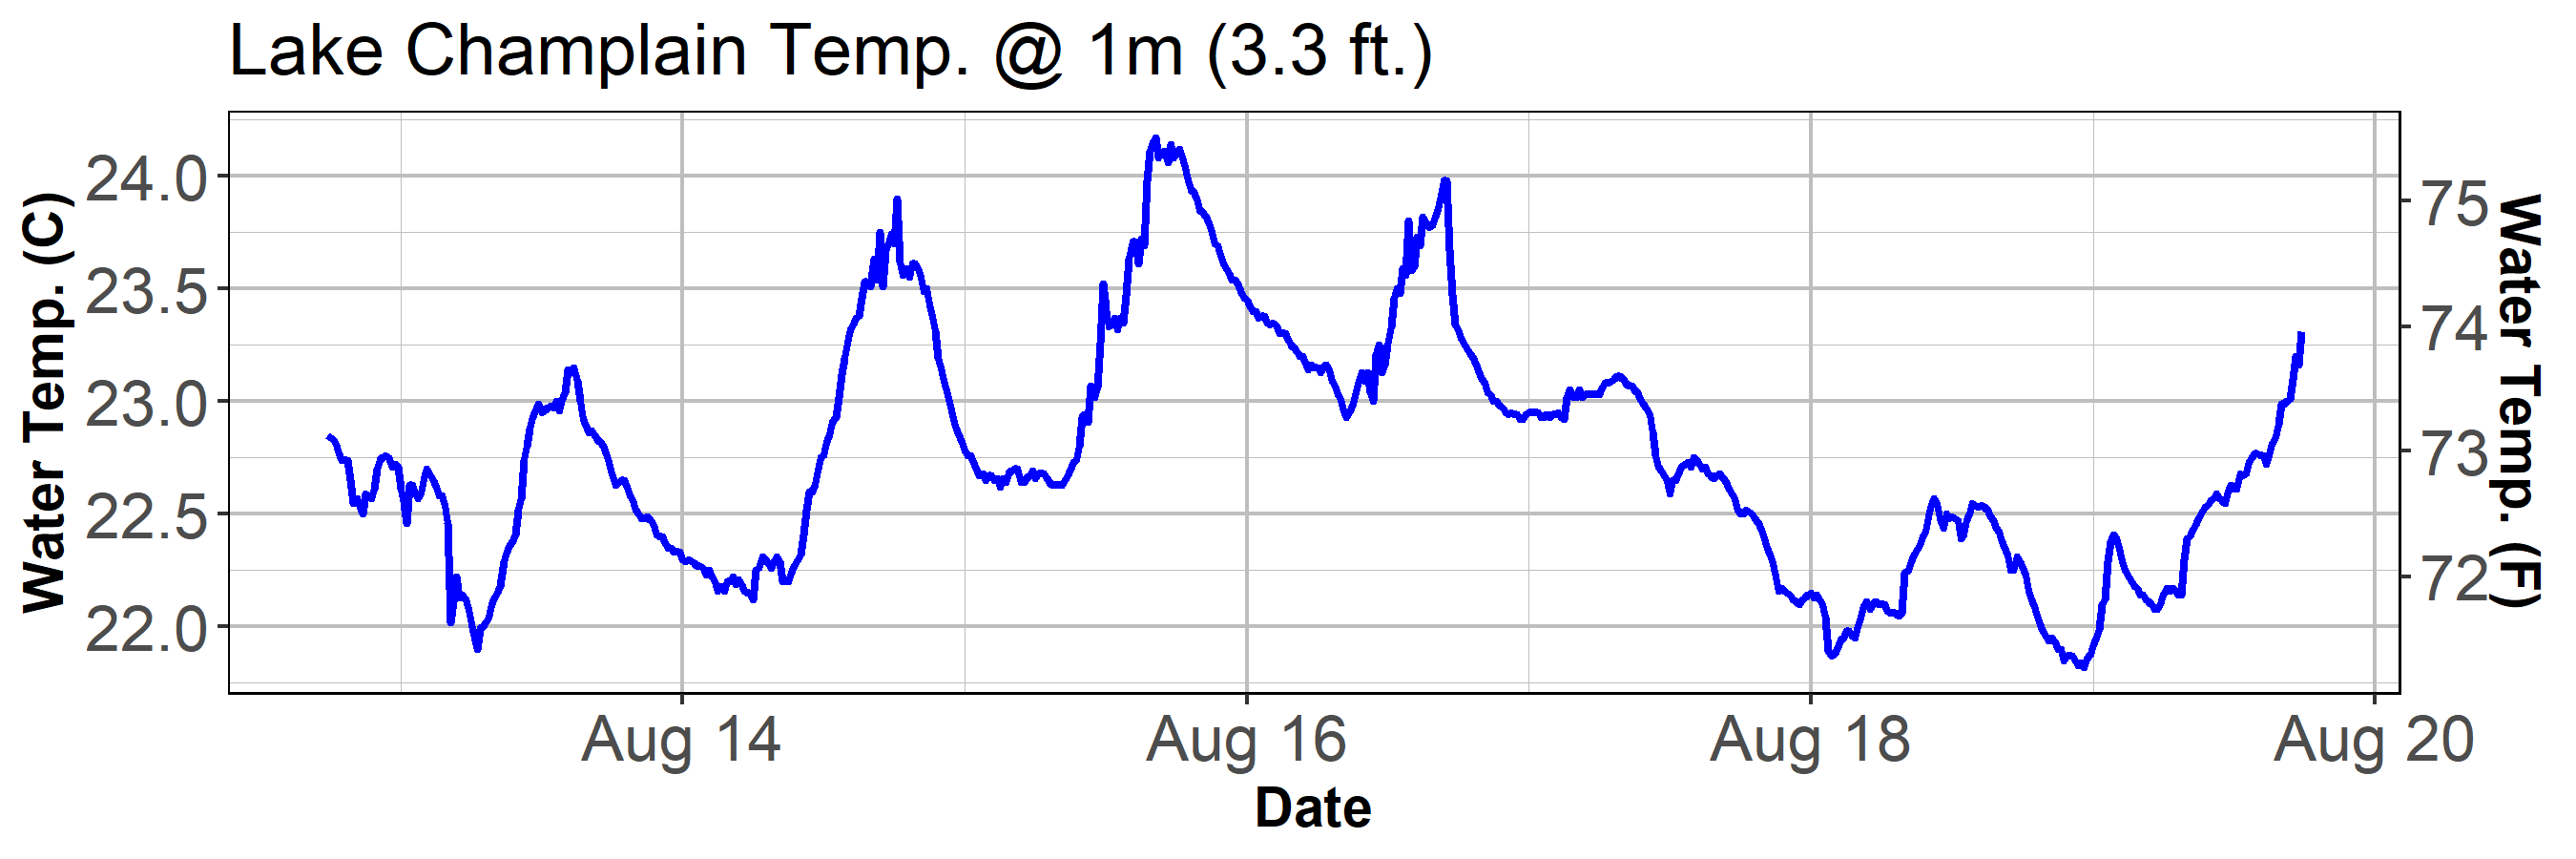 Lake Champlain Temp. @ 1m (3.3 ft.)
Water Temp. (C)
24.0
23.5
23.0
22.5
22.0
75
74
73
72
Water Temp. (F)
Aug 14
Aug 16
Aug 18
Aug 20
Date